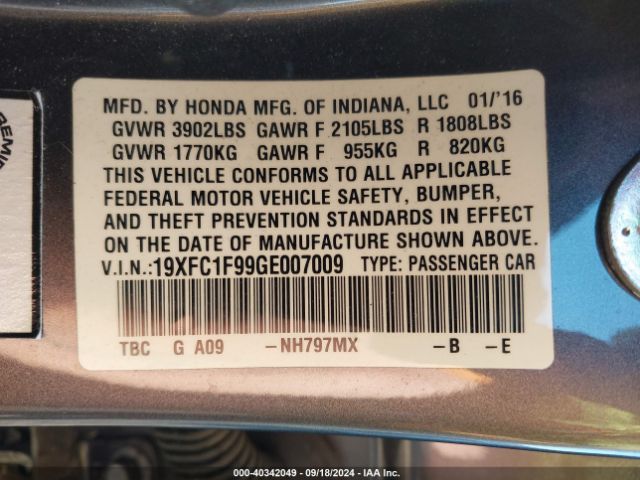 MFD. BY HONDA MFG. OF INDIANA, LLC 01/'16
GVWR 3902LBS GAWR F 2105LBS R 1808LBS
GVWR 1770KG GAWR F 955KG R 820KG
THIS VEHICLE CONFORMS TO ALL APPLICABLE
FEDERAL MOTOR VEHICLE SAFETY, BUMPER,
AND THEFT PREVENTION STANDARDS IN EFFECT
ON THE DATE OF MANUFACTURE SHOWN ABOVE.
V.I.N.:19XFC1F99GE007009 TYPE: PASSENGER CAR
TBC G A09 -NH797MX -B -E
000-40342049 - 09/18/2024 - IAA Inc.